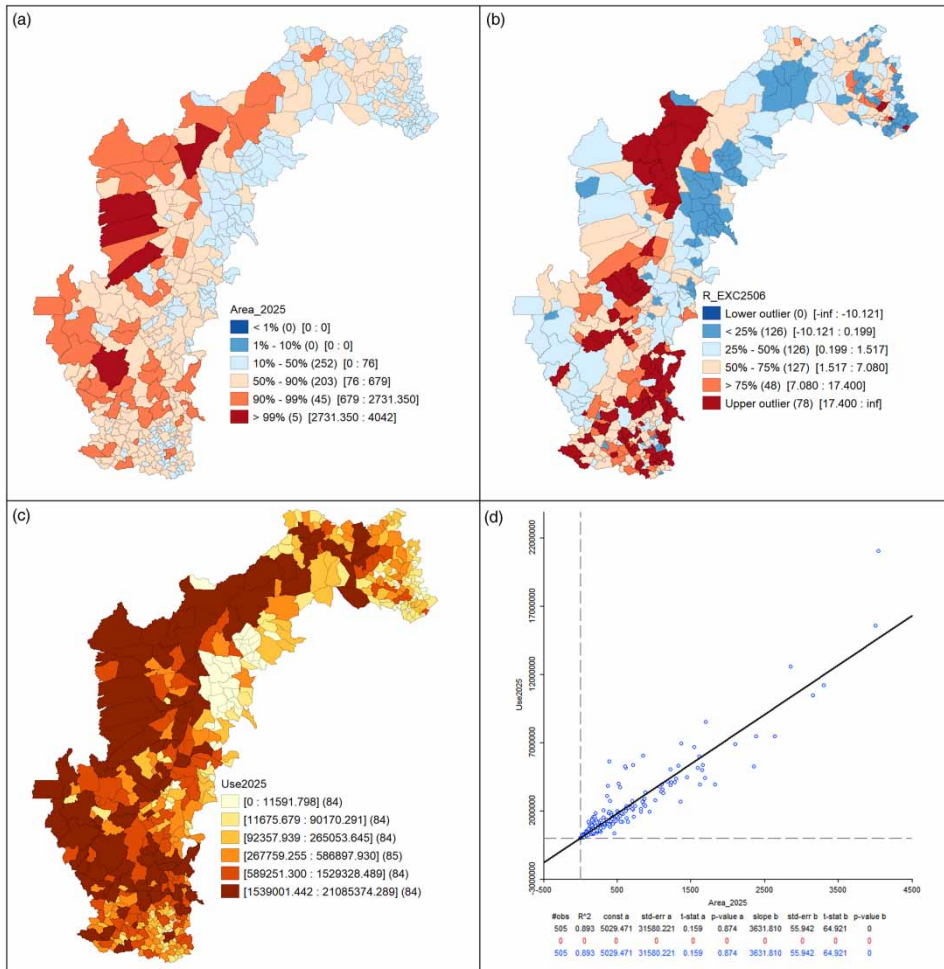 (a)
Area_2025
< 1% (0) [0 : 0]
1% - 10% (0) [0 : 0]
10% - 50% (252) [0 : 76]
50% - 90% (203) [76 : 679]
90% - 99% (45) [679 : 2731.350]
> 99% (5) [2731.350 : 4042]
(b)
R_EXC2506
Lower outlier (0) [-inf : -10.121]
< 25% (126) [-10.121 : 0.199]
25% - 50% (126) [0.199 : 1.517]
50% - 75% (127) [1.517 : 7.080]
> 75% (48) [7.080 : 17.400]
Upper outlier (78) [17.400 : inf]
(c)
Use2025
[0 : 11591.798] (84)
[11675.679 : 90170.291] (84)
[92357.939 : 265053.645] (84)
[267759.255 : 586897.930] (85)
[589251.300 : 1529328.489] (84)
[1539001.442 : 21085374.289] (84)
(d)
Use2025
22000000
17000000
12000000
7000000
2000000
-3000000
-500 500 1500 2500 3500 4500
Area_2025
#obs R^2 const a std-err a t-stat a p-value a slope b std-err b t-stat b p-value b
505 0.893 5029.471 31580.221 0.159 0.874 3631.810 55.942 64.921 0
0 0 0 0 0 0 0 0 0 0
505 0.893 5029.471 31580.221 0.159 0.874 3631.810 55.942 64.921 0